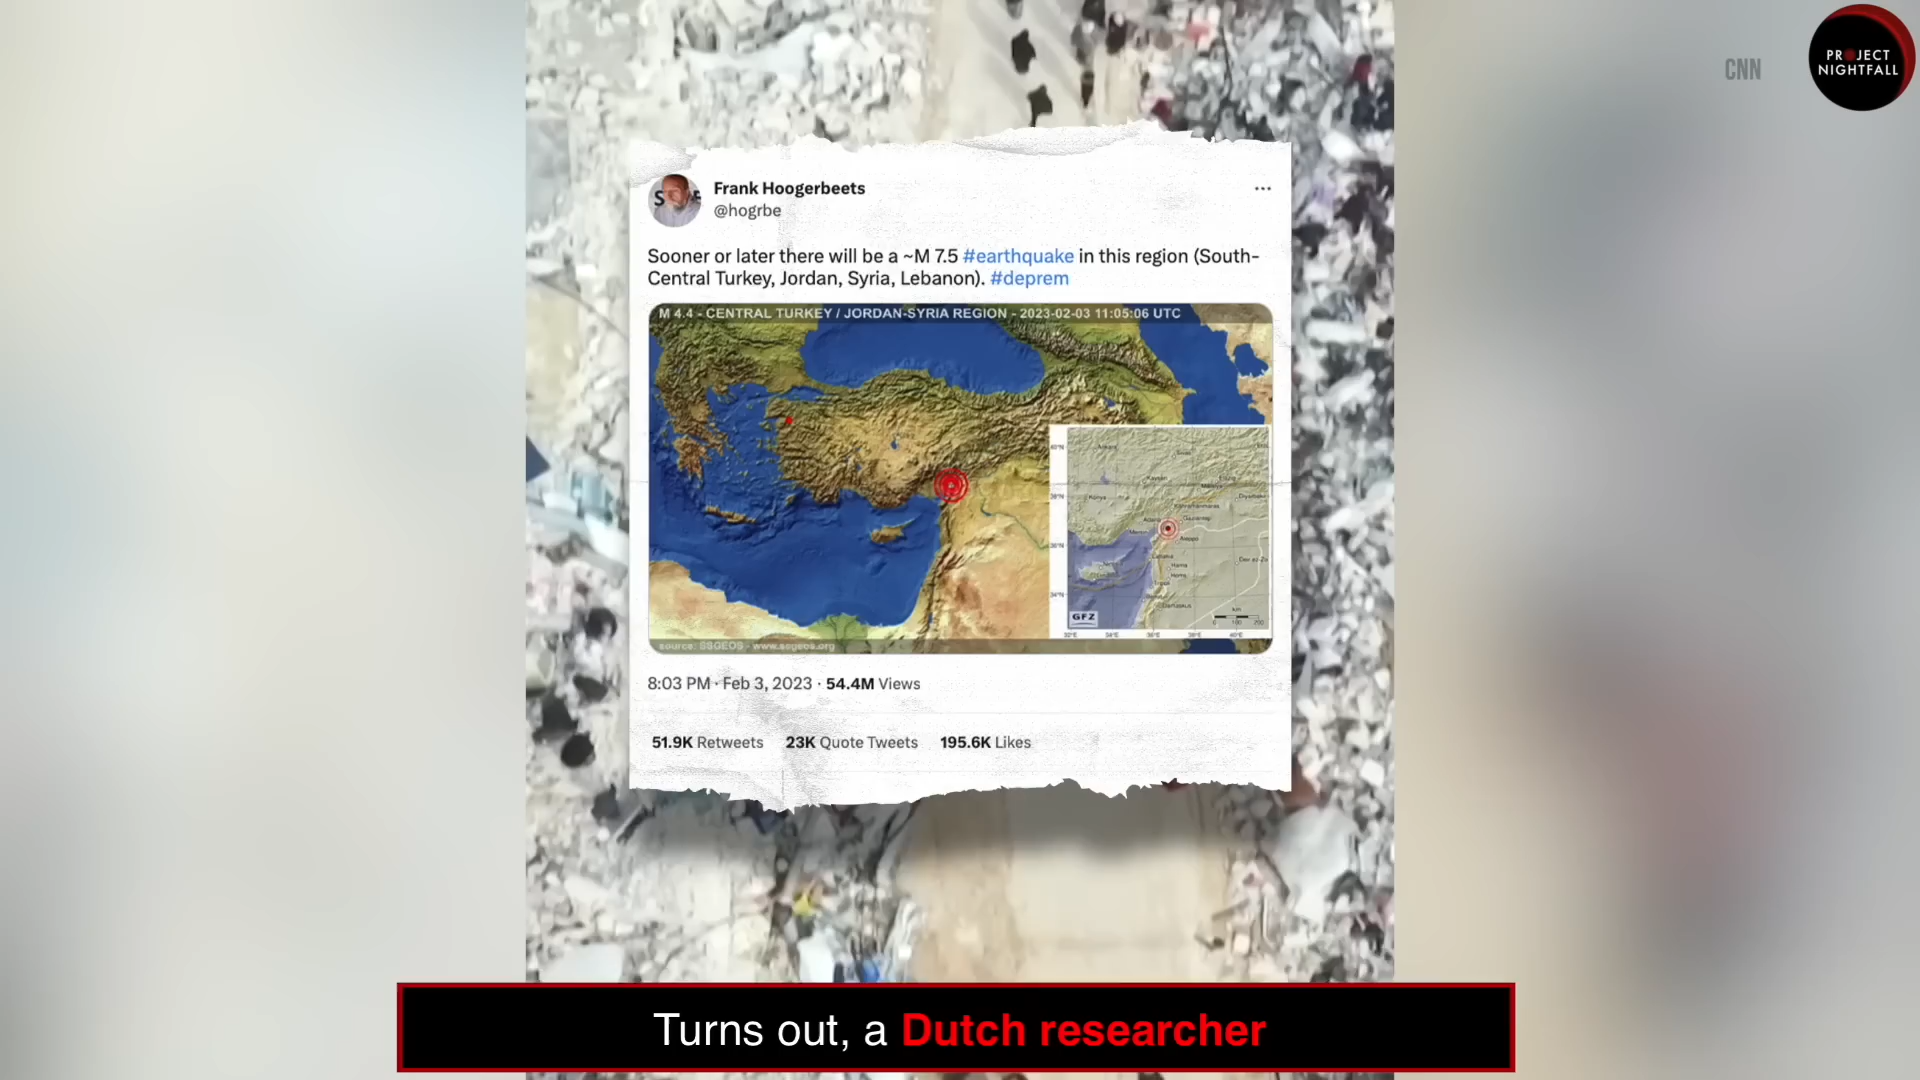 CNN
PROJECT
NIGHTFALL
Frank Hoogerbeets
@hogrbe
Sooner or later there will be a ~M 7.5 #earthquake in this region (South-
Central Turkey, Jordan, Syria, Lebanon). #deprem
M 4.4 - CENTRAL TURKEY / JORDAN-SYRIA REGION - 2023-02-03 11:05:06 UTC
GFZ
source: SSGEOS - www.ssgeos.org
8:03 PM · Feb 3, 2023 · 54.4M Views
51.9K Retweets 23K Quote Tweets 195.6K Likes
Turns out, a Dutch researcher